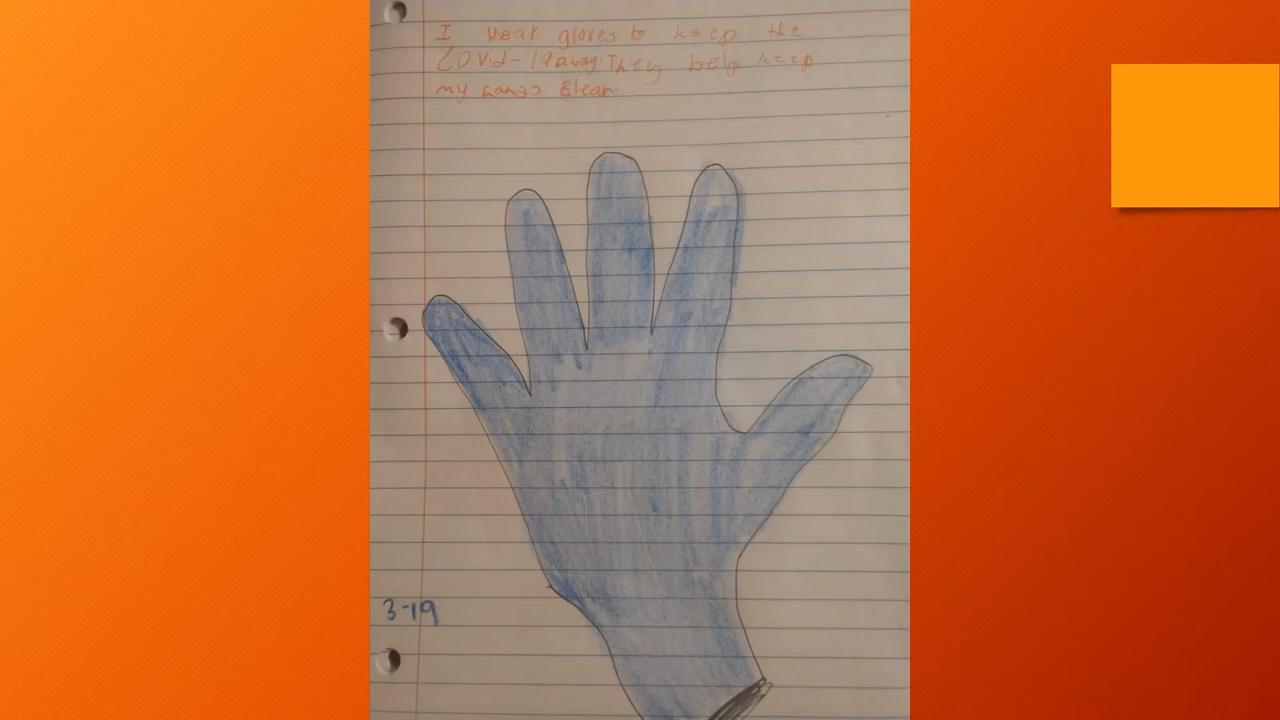 I wear gloves to keep the
COVid-19 away. They help keep
my hands clean.
3-19